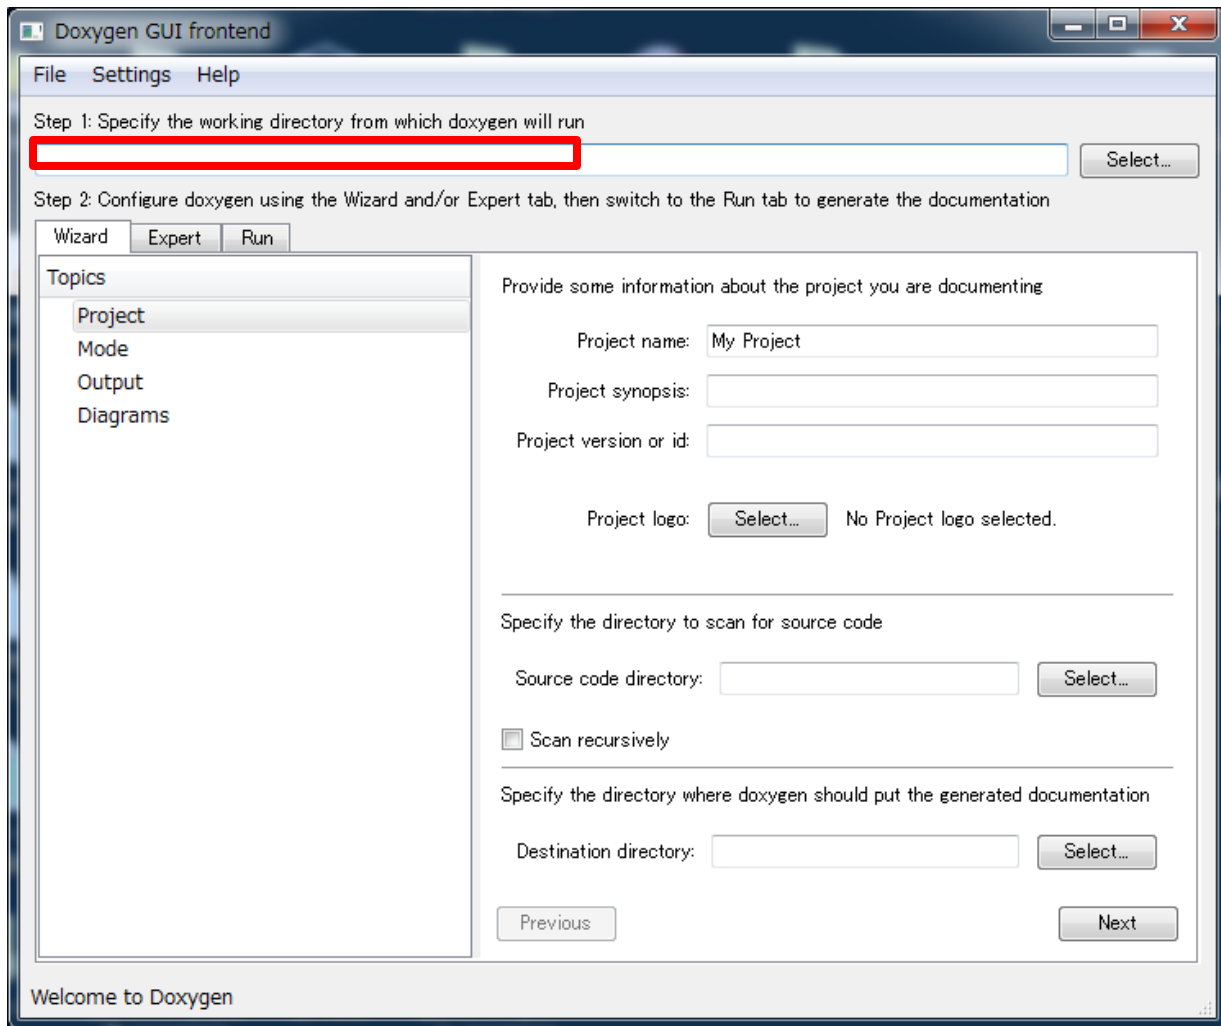 Doxygen GUI frontend
File Settings Help
Step 1: Specify the working directory from which doxygen will run
Select...
Step 2: Configure doxygen using the Wizard and/or Expert tab, then switch to the Run tab to generate the documentation
Wizard Expert Run
Topics
Project
Mode
Output
Diagrams
Provide some information about the project you are documenting
Project name: My Project
Project synopsis:
Project version or id:
Project logo: Select... No Project logo selected.
Specify the directory to scan for source code
Source code directory: Select...
Scan recursively
Specify the directory where doxygen should put the generated documentation
Destination directory: Select...
Previous Next
Welcome to Doxygen